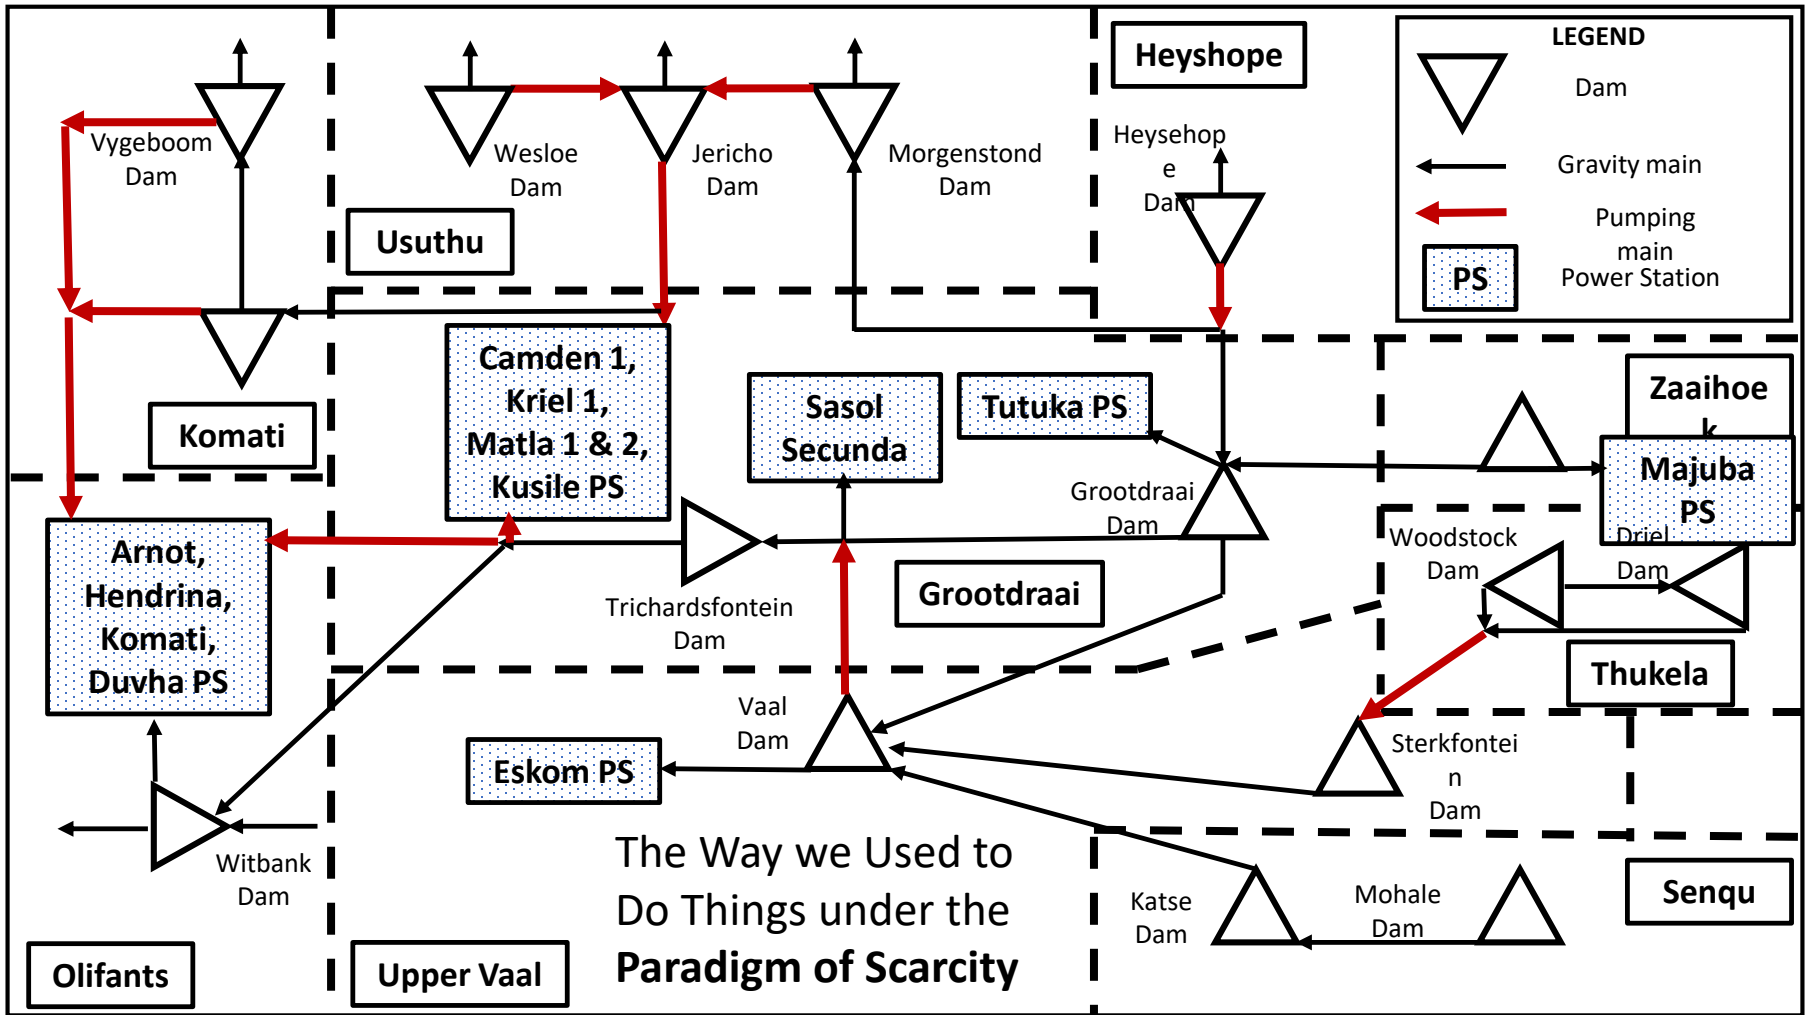 Heyshope
LEGEND
Dam
Gravity main
Pumping
main
PS
Power Station
Vygeboom
Dam
Wesloe
Dam
Jericho
Dam
Morgenstond
Dam
Heysehop
e
Dam
Usuthu
Komati
Camden 1,
Kriel 1,
Matla 1 & 2,
Kusile PS
Sasol
Secunda
Tutuka PS
Zaaihoe
k
Majuba
PS
Grootdraai
Dam
Arnot,
Hendrina,
Komati,
Duvha PS
Trichardsfontein
Dam
Grootdraai
Woodstock
Dam
Driel
Dam
Thukela
Vaal
Dam
Eskom PS
Sterkfontei
n
Dam
Witbank
Dam
The Way we Used to
Do Things under the
Paradigm of Scarcity
Katse
Dam
Mohale
Dam
Senqu
Olifants
Upper Vaal